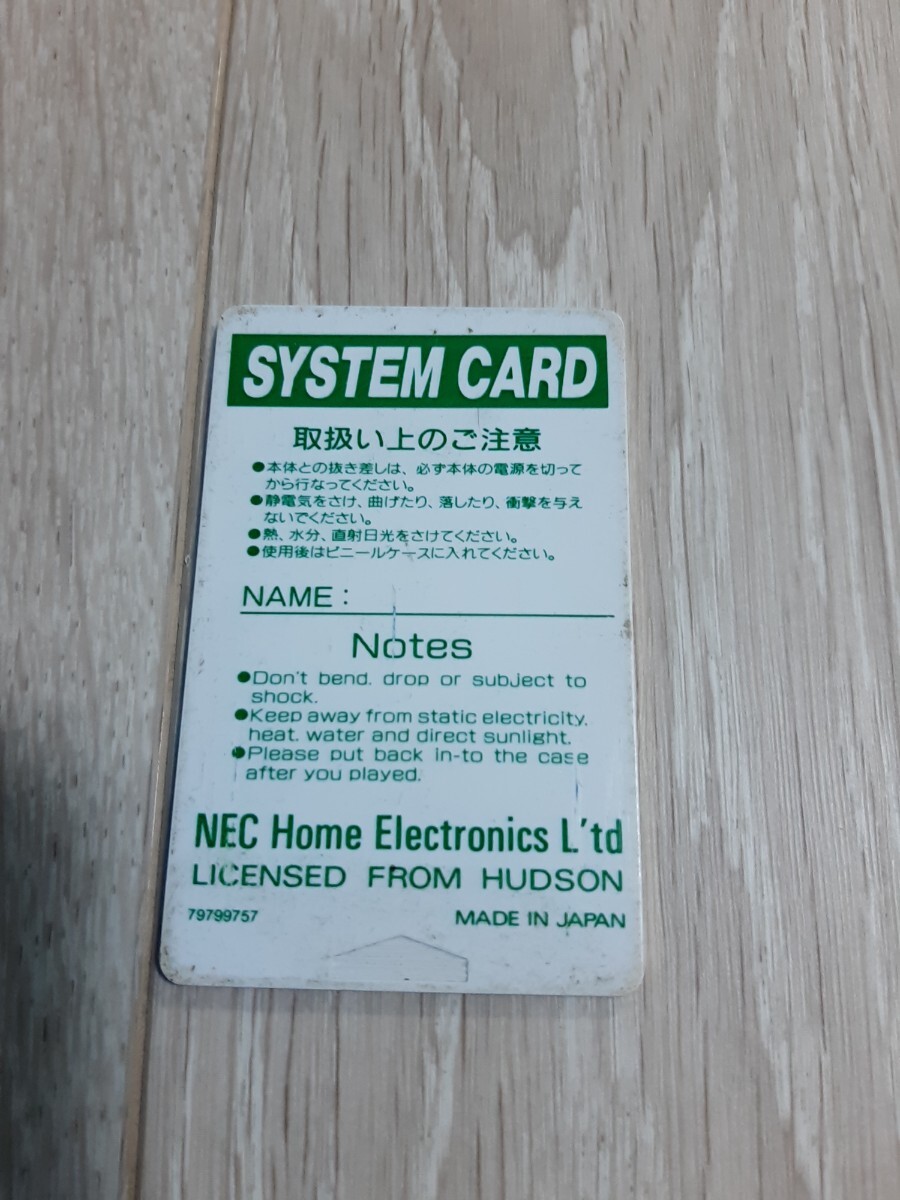 SYSTEM CARD
取扱い上のご注意
●本体との抜き差しは、必ず本体の電源を切って
から行なってください。
●静電気をさけ、曲げたり、落したり、衝撃を与え
ないでください。
●熱、水分、直射日光をさけてください。
●使用後はビニールケースに入れてください。
NAME :
Notes
●Don't bend. drop or subject to
shock.
●Keep away from static electricity.
heat. water and direct sunlight.
●Please put back in-to the case
after you played.
NEC Home Electronics L'td
LICENSED FROM HUDSON
79799757 MADE IN JAPAN